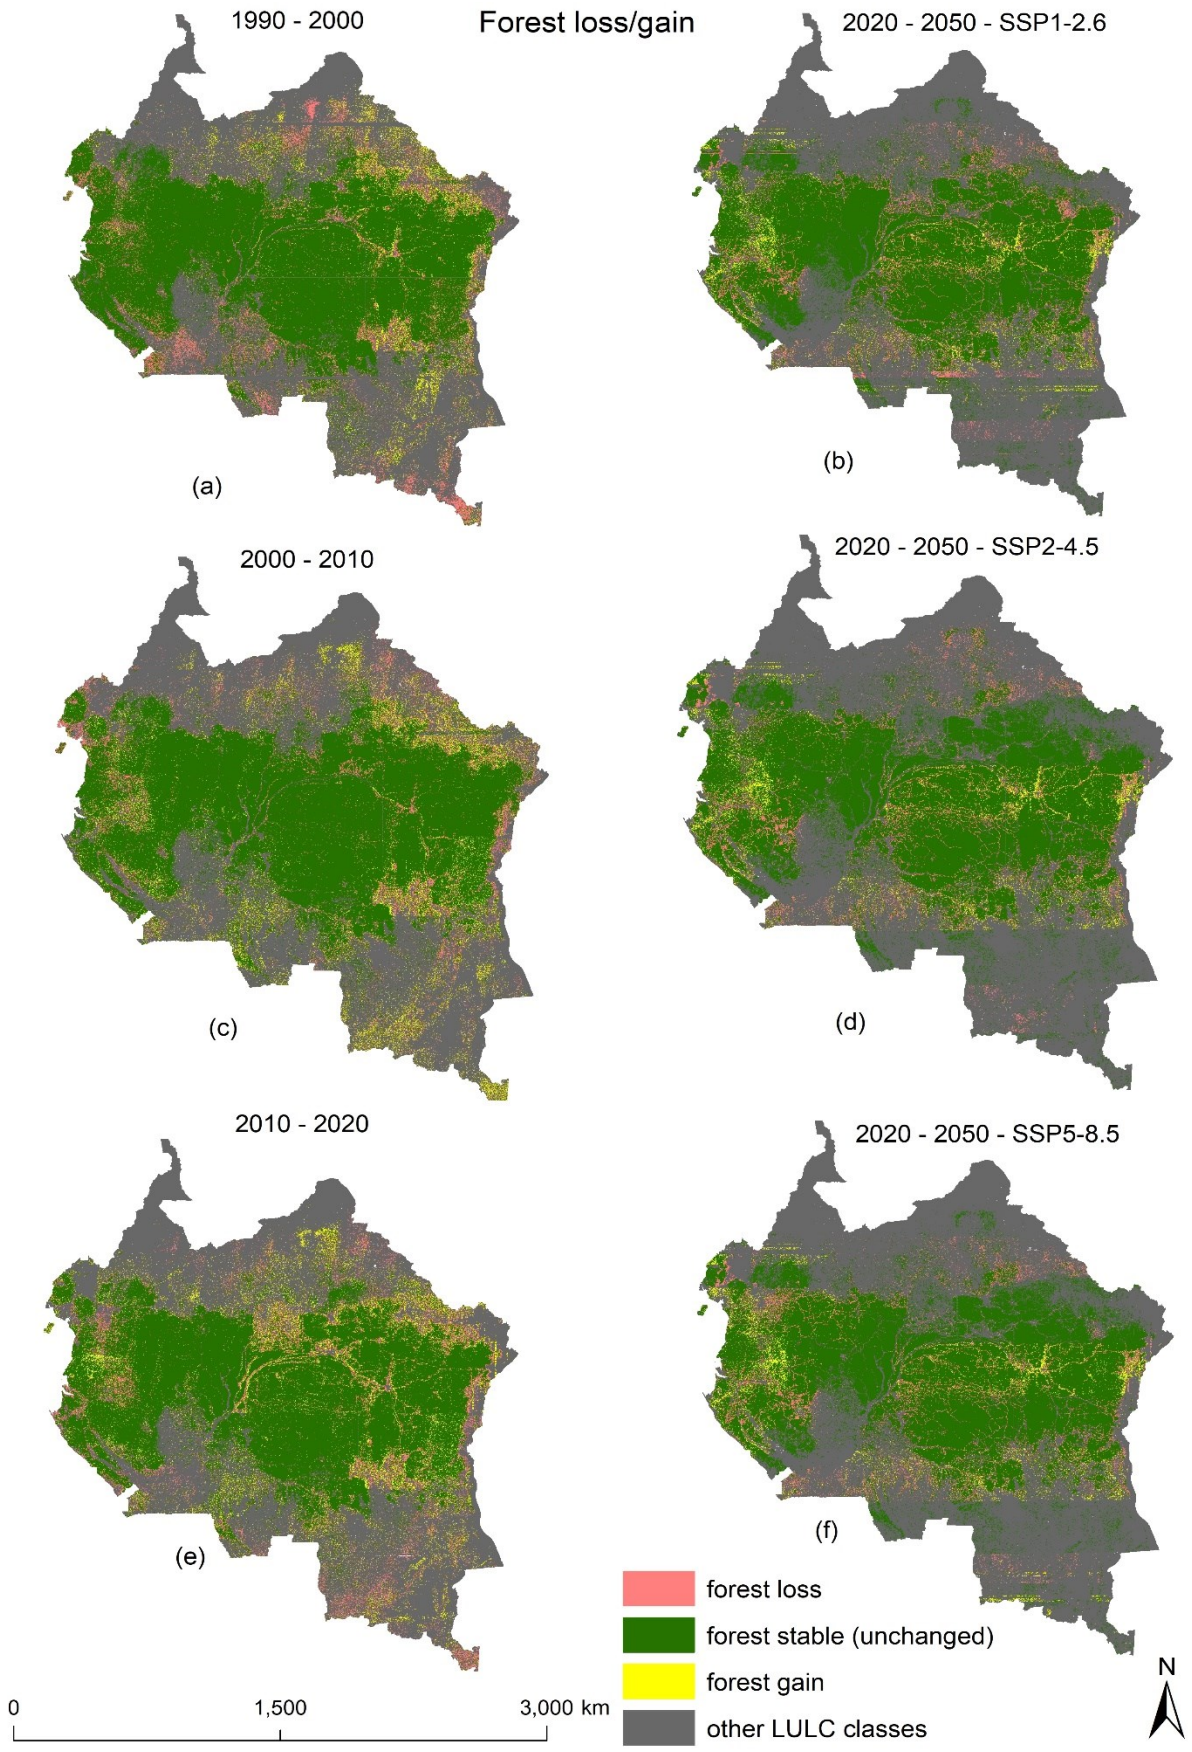 Forest loss/gain
1990 - 2000
2020 - 2050 - SSP1-2.6
(a)
(b)
2000 - 2010
2020 - 2050 - SSP2-4.5
(c)
(d)
2010 - 2020
2020 - 2050 - SSP5-8.5
(e)
(f)
forest loss
forest stable (unchanged)
forest gain
other LULC classes
0 1,500 3,000 km
N